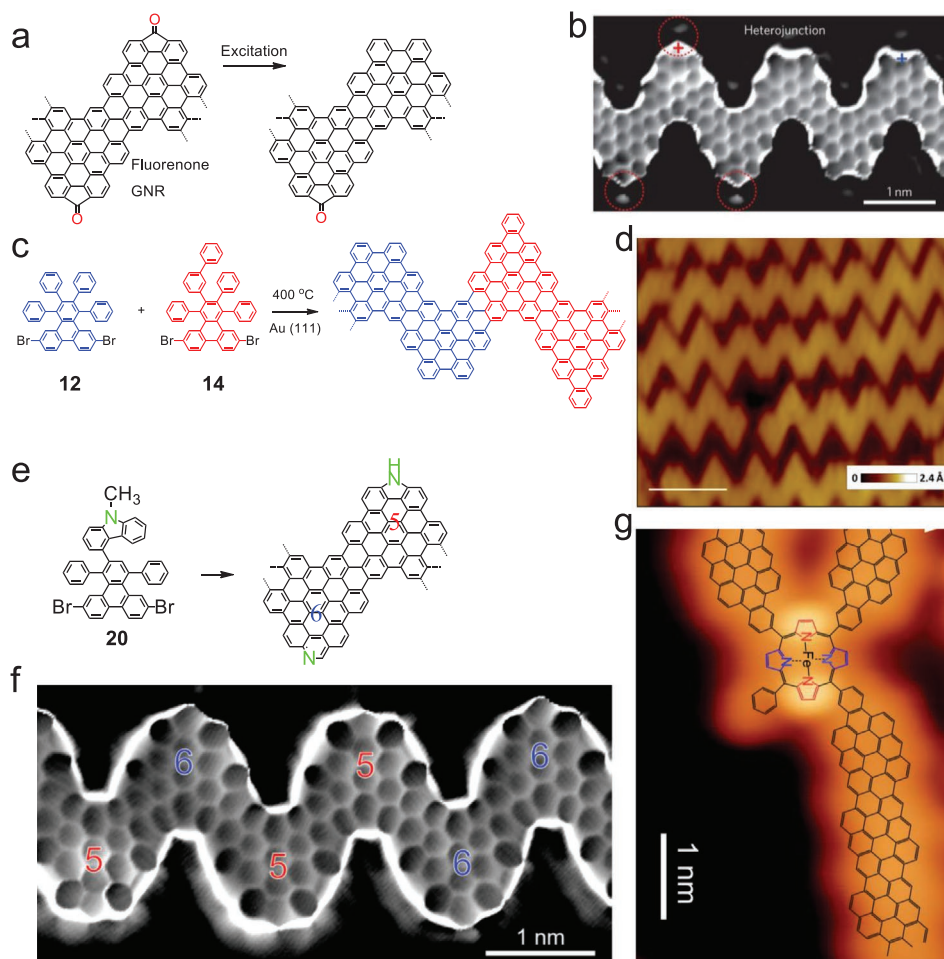 a
O
Excitation
Fluorenone
GNR
O
O
b
Heterojunction
+
+
1 nm
c
Br
Br
12
+
Br
Br
14
400 °C
Au (111)
d
0
2.4 Å
e
CH3
N
Br
Br
20
H
N
5
6
N
f
6
5
6
5
5
6
1 nm
g
N
N
Fe
N
N
1 nm